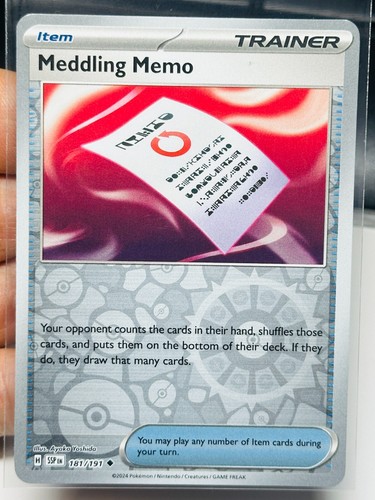 Item
TRAINER
Meddling Memo
Your opponent counts the cards in their hand, shuffles those
cards, and puts them on the bottom of their deck. If they
do, they draw that many cards.
Illus. Ayaka Yoshida
H SSP EN 181/191
You may play any number of Item cards during
your turn.
©2024 Pokémon / Nintendo / Creatures / GAME FREAK